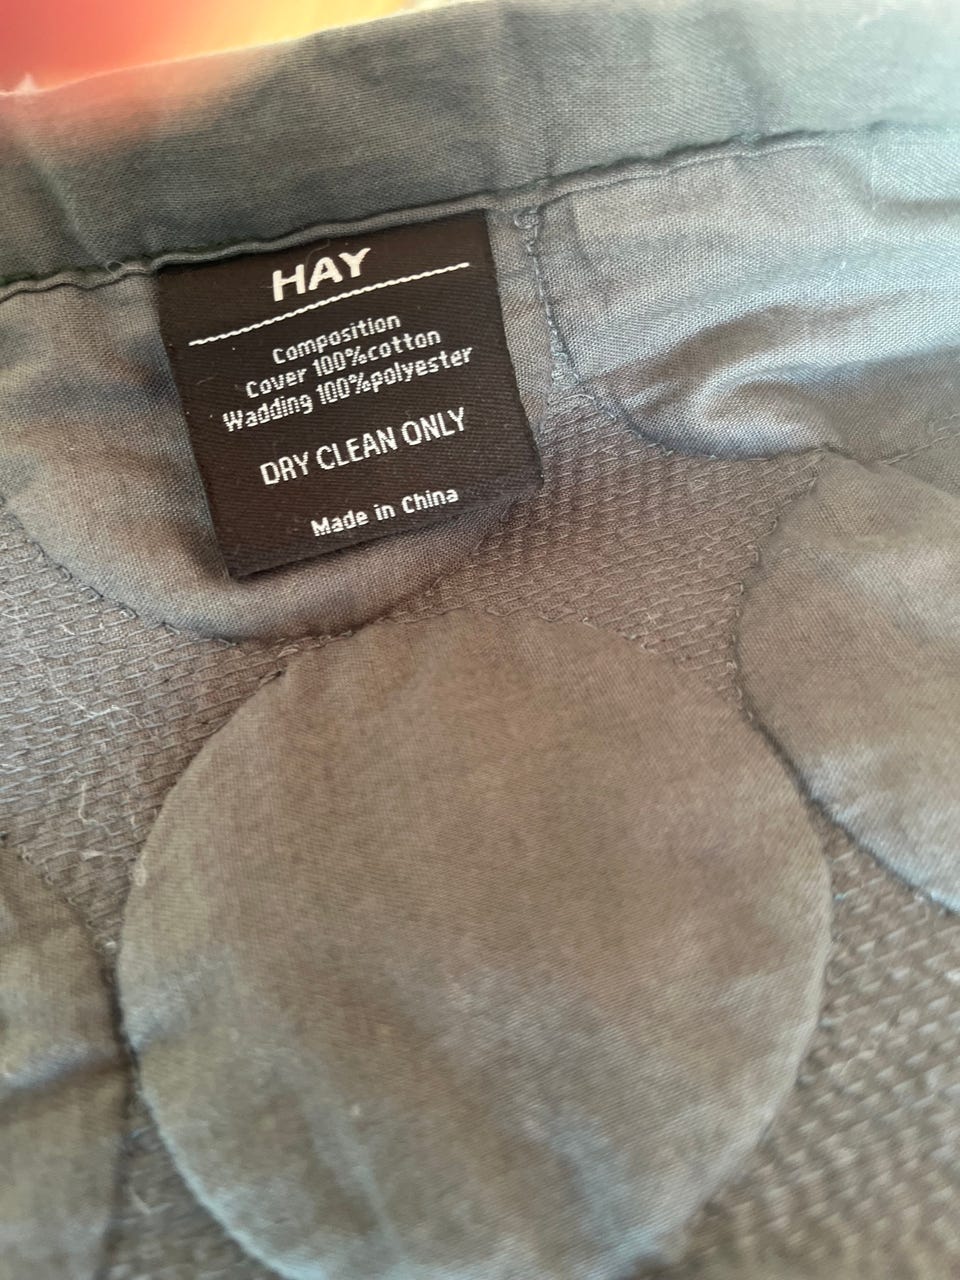 HAY
Composition
Cover 100%cotton
Wadding 100%polyester
DRY CLEAN ONLY
Made in China